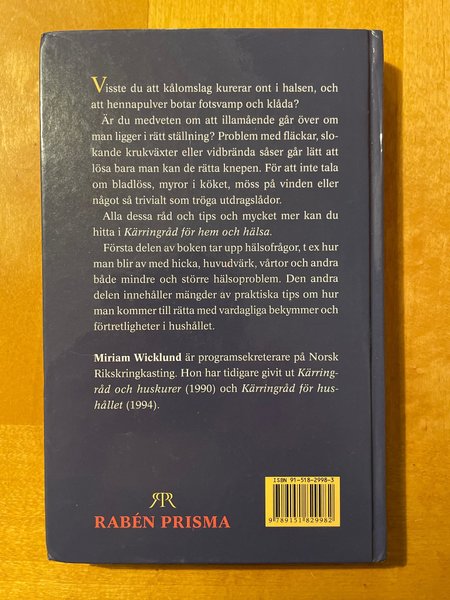 Visste du att kålomslag kurerar ont i halsen, och
att hennapulver botar fotsvamp och klåda?
Är du medveten om att illamående går över om
man ligger i rätt ställning? Problem med fläckar, slo-
kande krukväxter eller vidbrända såser går lätt att
lösa bara man kan de rätta knepen. För att inte tala
om bladlöss, myror i köket, möss på vinden eller
något så trivialt som tröga utdragslådor.
Alla dessa råd och tips och mycket mer kan du
hitta i Kärringråd för hem och hälsa.
Första delen av boken tar upp hälsofrågor, t ex hur
man blir av med hicka, huvudvärk, vårtor och andra
både mindre och större hälsoproblem. Den andra
delen innehåller mängder av praktiska tips om hur
man kommer till rätta med vardagliga bekymmer och
förtretligheter i hushållet.
Miriam Wicklund är programsekreterare på Norsk
Rikskringkasting. Hon har tidigare givit ut Kärring-
råd och huskurer (1990) och Kärringråd för hus-
hållet (1994).
ISBN 91-518-2998-3
9 789151 829982
RPR
RABÉN PRISMA